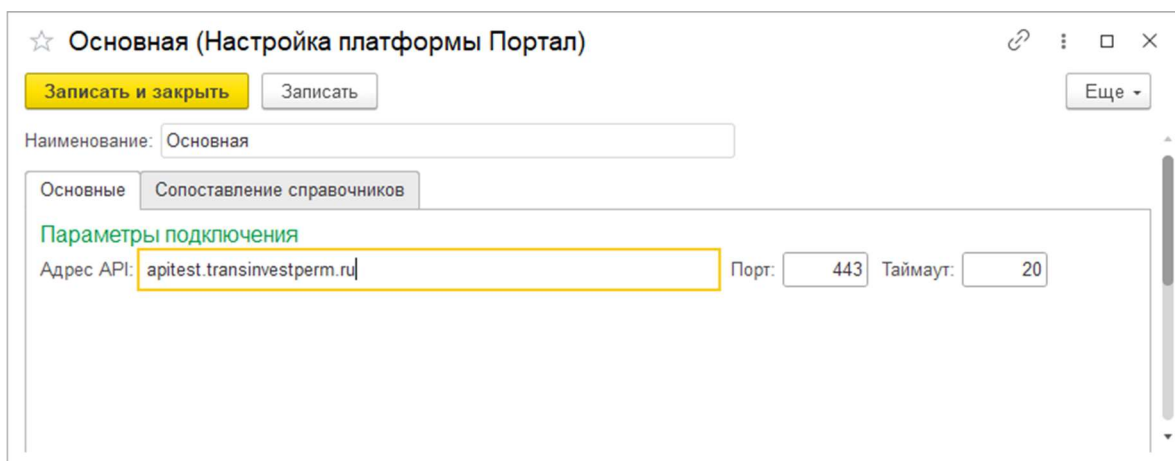 Основная (Настройка платформы Портал)
Записать и закрыть Записать Еще
Наименование: Основная
Основные Сопоставление справочников
Параметры подключения
Адрес API: apitest.transinvestperm.ru Порт: 443 Таймаут: 20